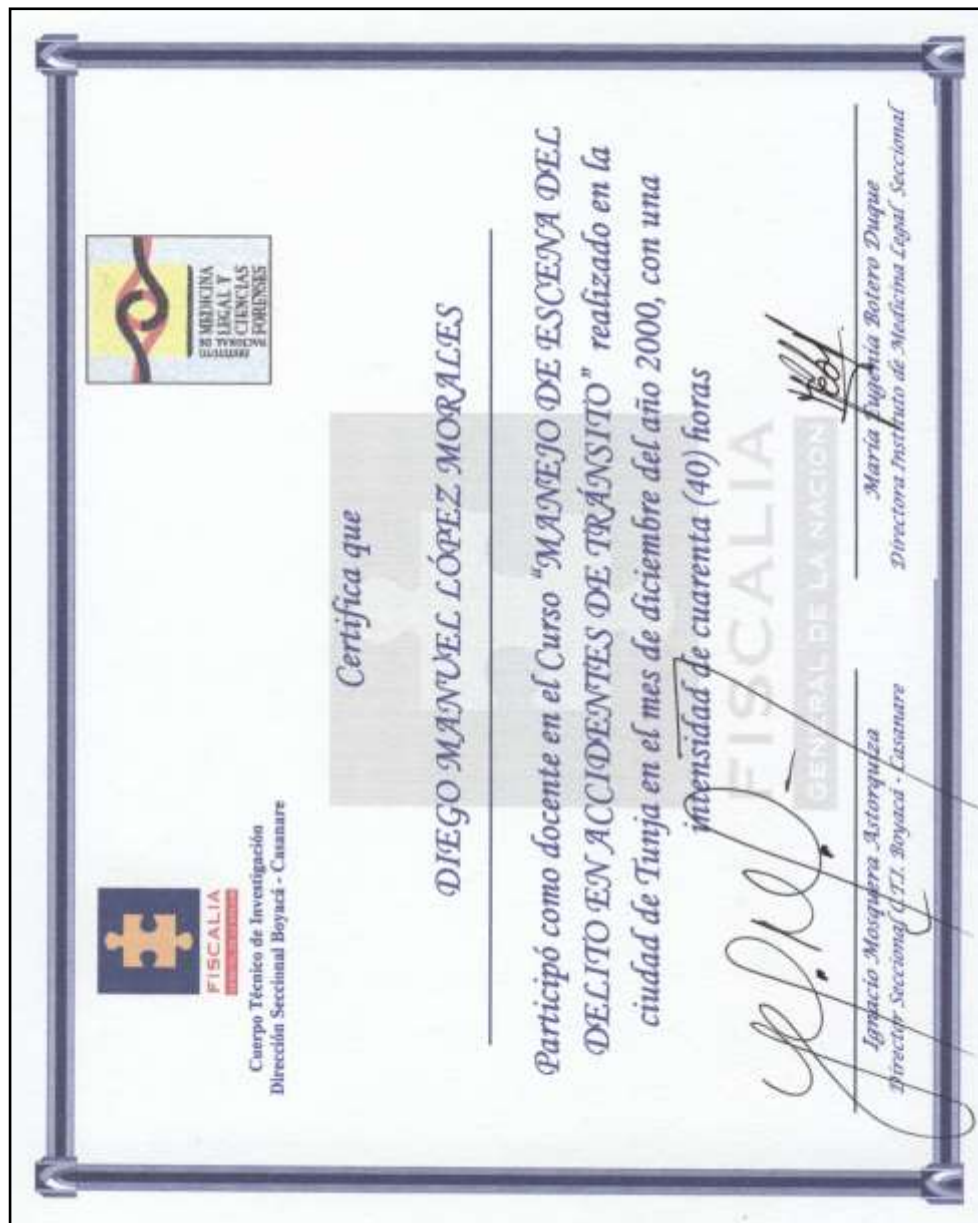 FISCALIA
Cuerpo Técnico de Investigación
Dirección Seccional Boyacá - Casanare
INSTITUTO
NACIONAL
DE MEDICINA
LEGAL Y
CIENCIAS
FORENSES
Certifica que
DIEGO MANUEL LÓPEZ MORALES
Participó como docente en el Curso "MANEJO DE ESCENA DEL
DELITO EN ACCIDENTES DE TRÁNSITO" realizado en la
ciudad de Tunja en el mes de diciembre del año 2000, con una
intensidad de cuarenta (40) horas
FISCALIA
GENERAL DE LA NACION
Ignacio Mosquera Astorquiza
Director Seccional C.T.I. Boyacá - Casanare
María Eugenia Botero Duque
Directora Instituto de Medicina Legal Seccional